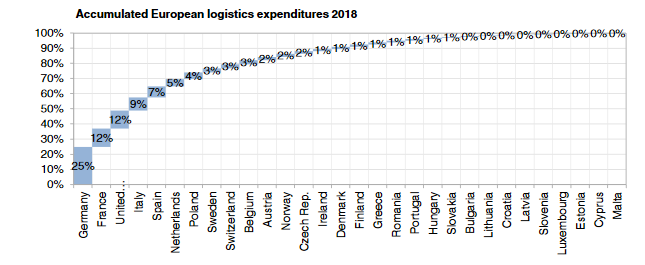 Accumulated European logistics expenditures 2018
100%
90%
80%
70%
60%
50%
40%
30%
20%
10%
0%
25% 12% 12% 9% 7% 5% 4% 3% 3% 3% 2% 2% 2% 1% 1% 1% 1% 1% 1% 1% 1% 0% 0% 0% 0% 0% 0% 0% 0% 0%
Germany
France
United...
Italy
Spain
Netherlands
Poland
Sweden
Switzerland
Belgium
Austria
Norway
Czech Rep.
Ireland
Denmark
Finland
Greece
Romania
Portugal
Hungary
Slovakia
Bulgaria
Lithuania
Croatia
Latvia
Slovenia
Luxembourg
Estonia
Cyprus
Malta